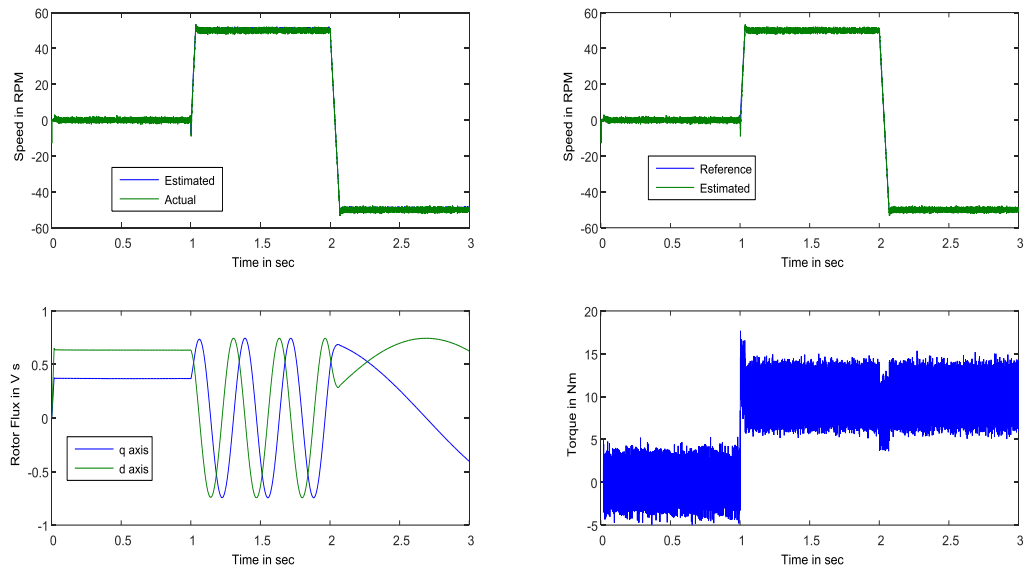 60
40
20
0
-20
-40
-60
Speed in RPM
Estimated
Actual
0 0.5 1 1.5 2 2.5 3
Time in sec
60
40
20
0
-20
-40
-60
Speed in RPM
Reference
Estimated
0 0.5 1 1.5 2 2.5 3
Time in sec
1
0.5
0
-0.5
-1
Rotor Flux in V s
q axis
d axis
0 0.5 1 1.5 2 2.5 3
Time in sec
20
15
10
5
0
-5
Torque in Nm
0 0.5 1 1.5 2 2.5 3
Time in sec